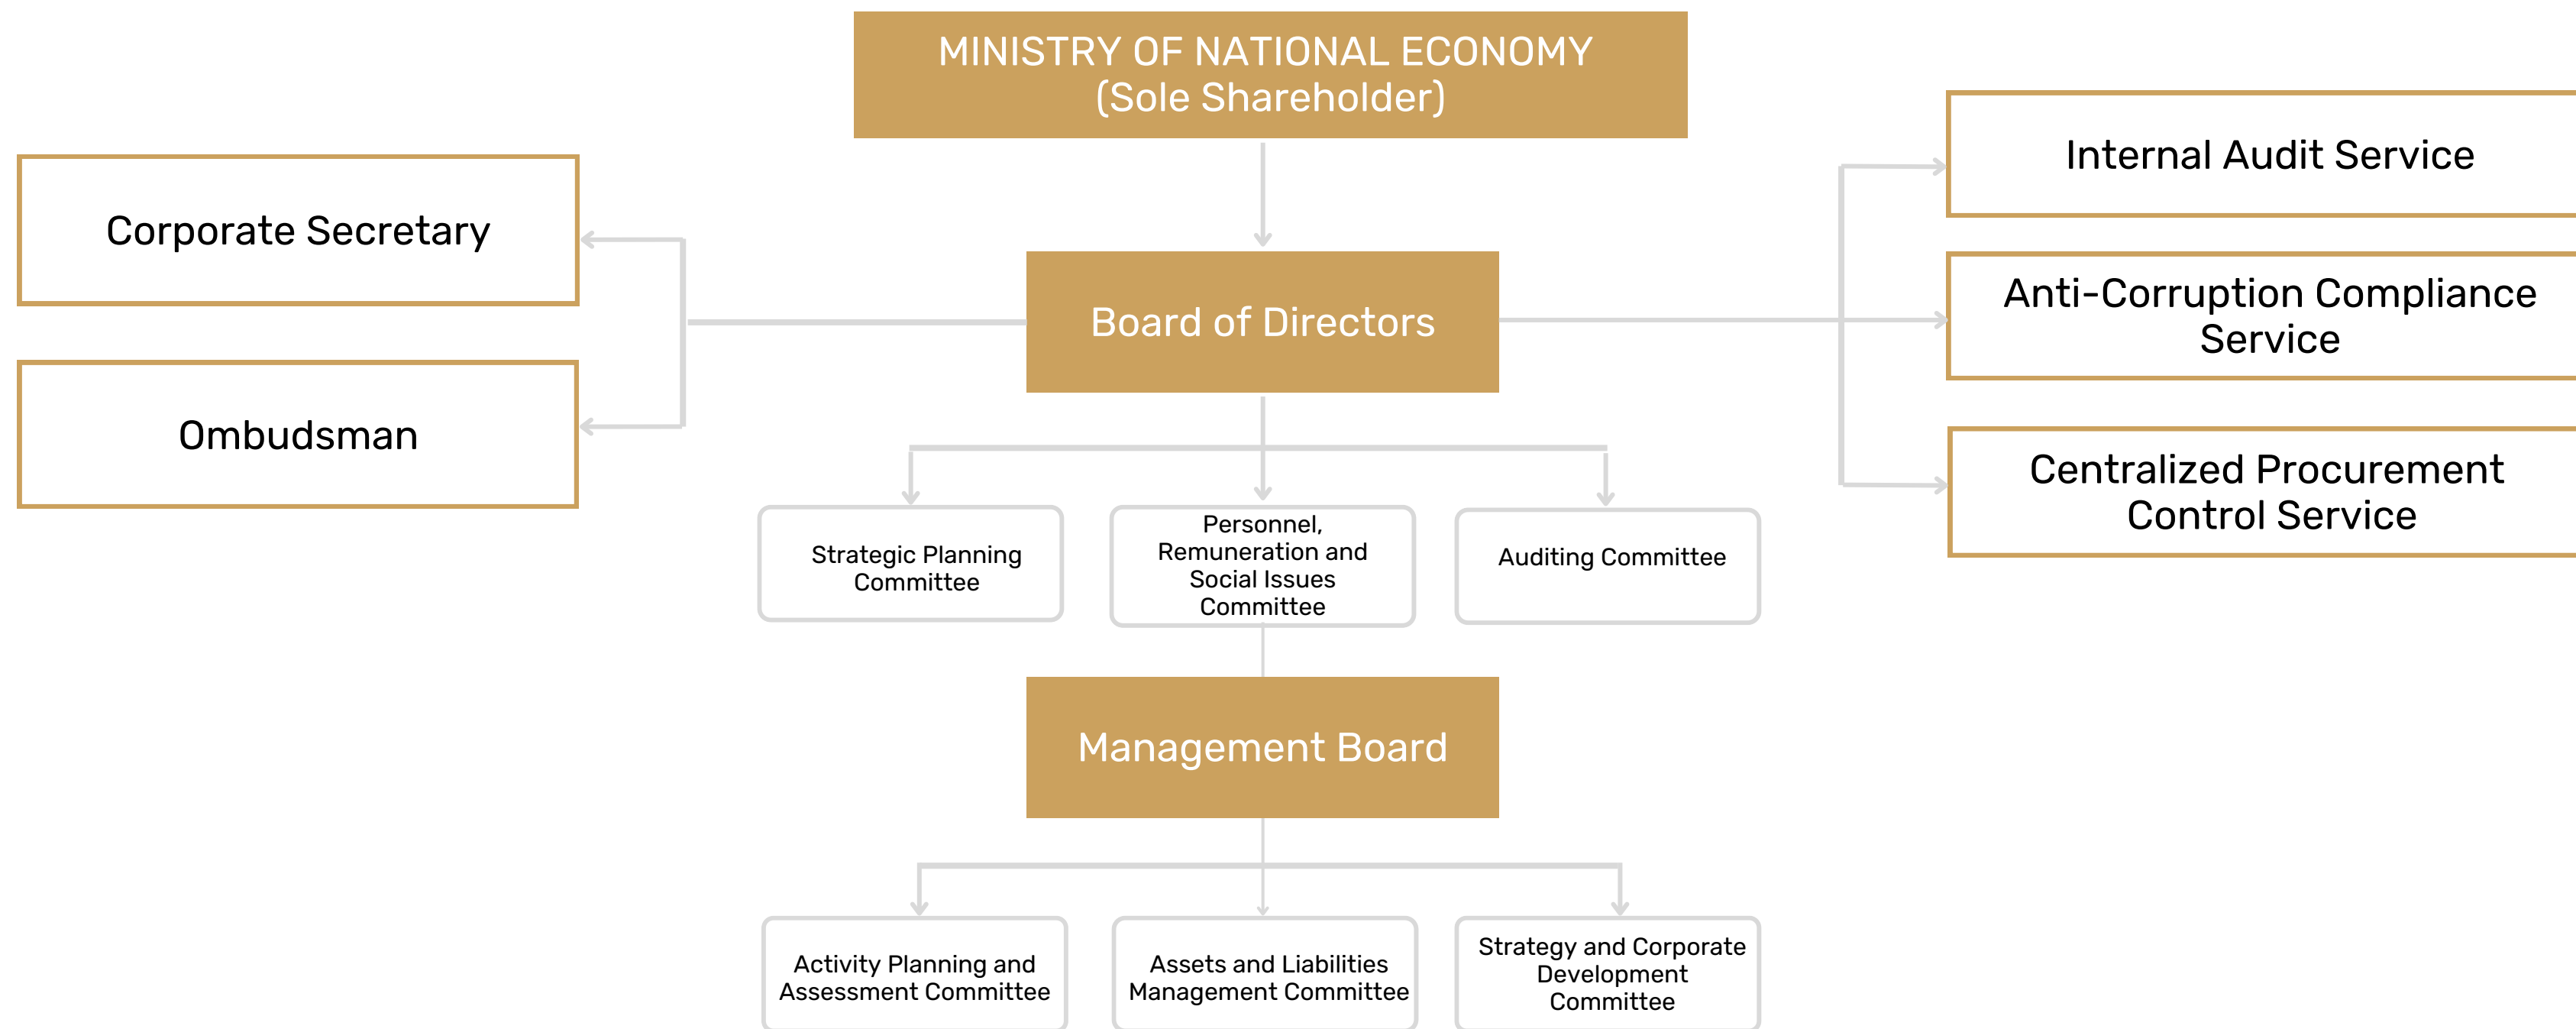 MINISTRY OF NATIONAL ECONOMY
(Sole Shareholder)
Corporate Secretary
Ombudsman
Board of Directors
Internal Audit Service
Anti-Corruption Compliance
Service
Centralized Procurement
Control Service
Strategic Planning
Committee
Personnel,
Remuneration and
Social Issues
Committee
Auditing Committee
Management Board
Activity Planning and
Assessment Committee
Assets and Liabilities
Management Committee
Strategy and Corporate
Development
Committee